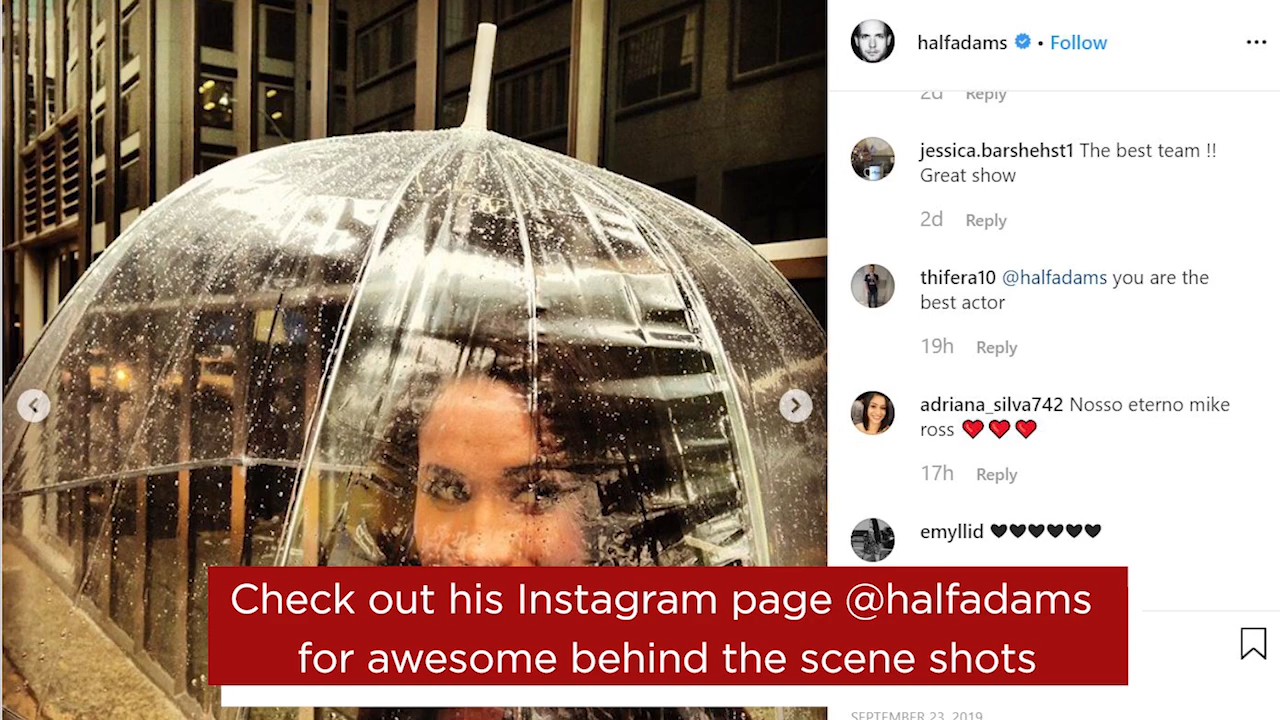 halfadams • Follow
2d Reply
jessica.barshehst1 The best team !!
Great show
2d Reply
thifera10 @halfadams you are the
best actor
19h Reply
adriana_silva742 Nosso eterno mike
ross ❤️❤️❤️
17h Reply
emyllid 🖤🖤🖤🖤🖤🖤
Check out his Instagram page @halfadams
for awesome behind the scene shots
SEPTEMBER 23, 2019